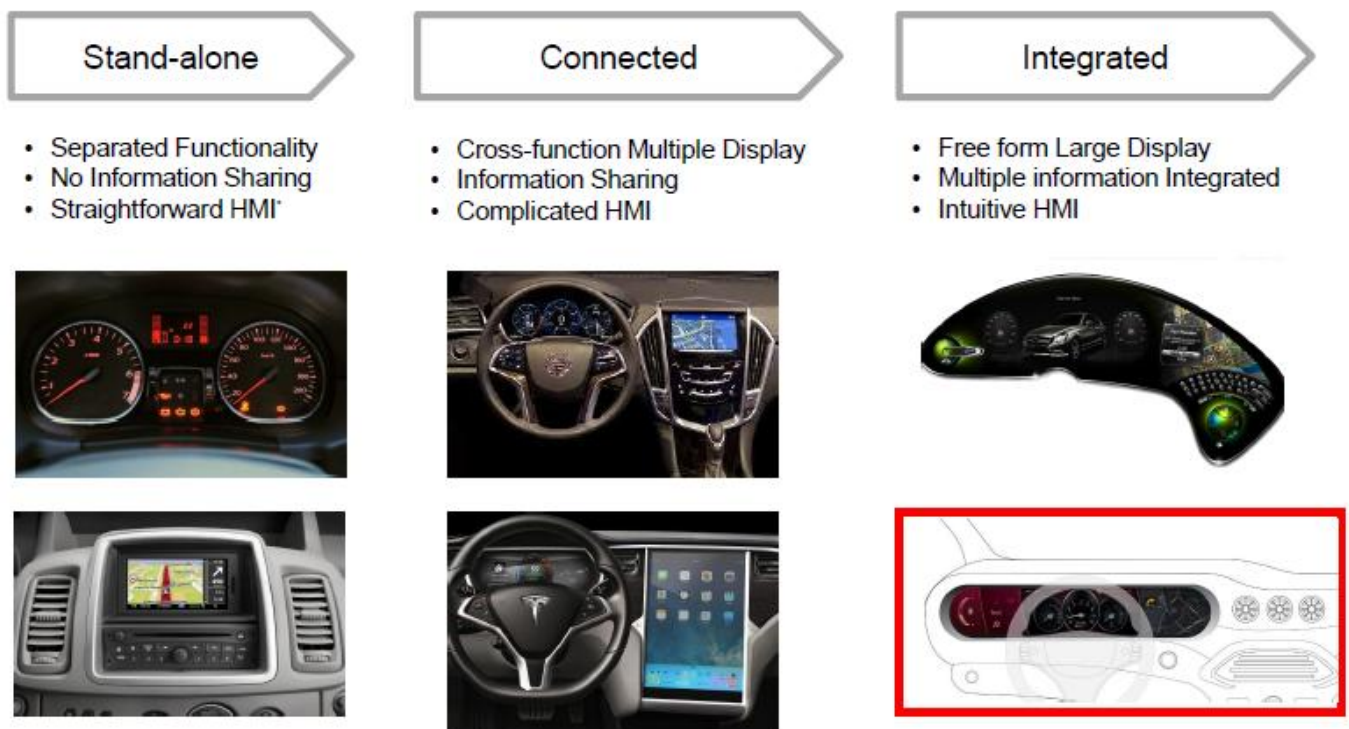 Stand-alone
• Separated Functionality
• No Information Sharing
• Straightforward HMI*
Connected
• Cross-function Multiple Display
• Information Sharing
• Complicated HMI
Integrated
• Free form Large Display
• Multiple information Integrated
• Intuitive HMI